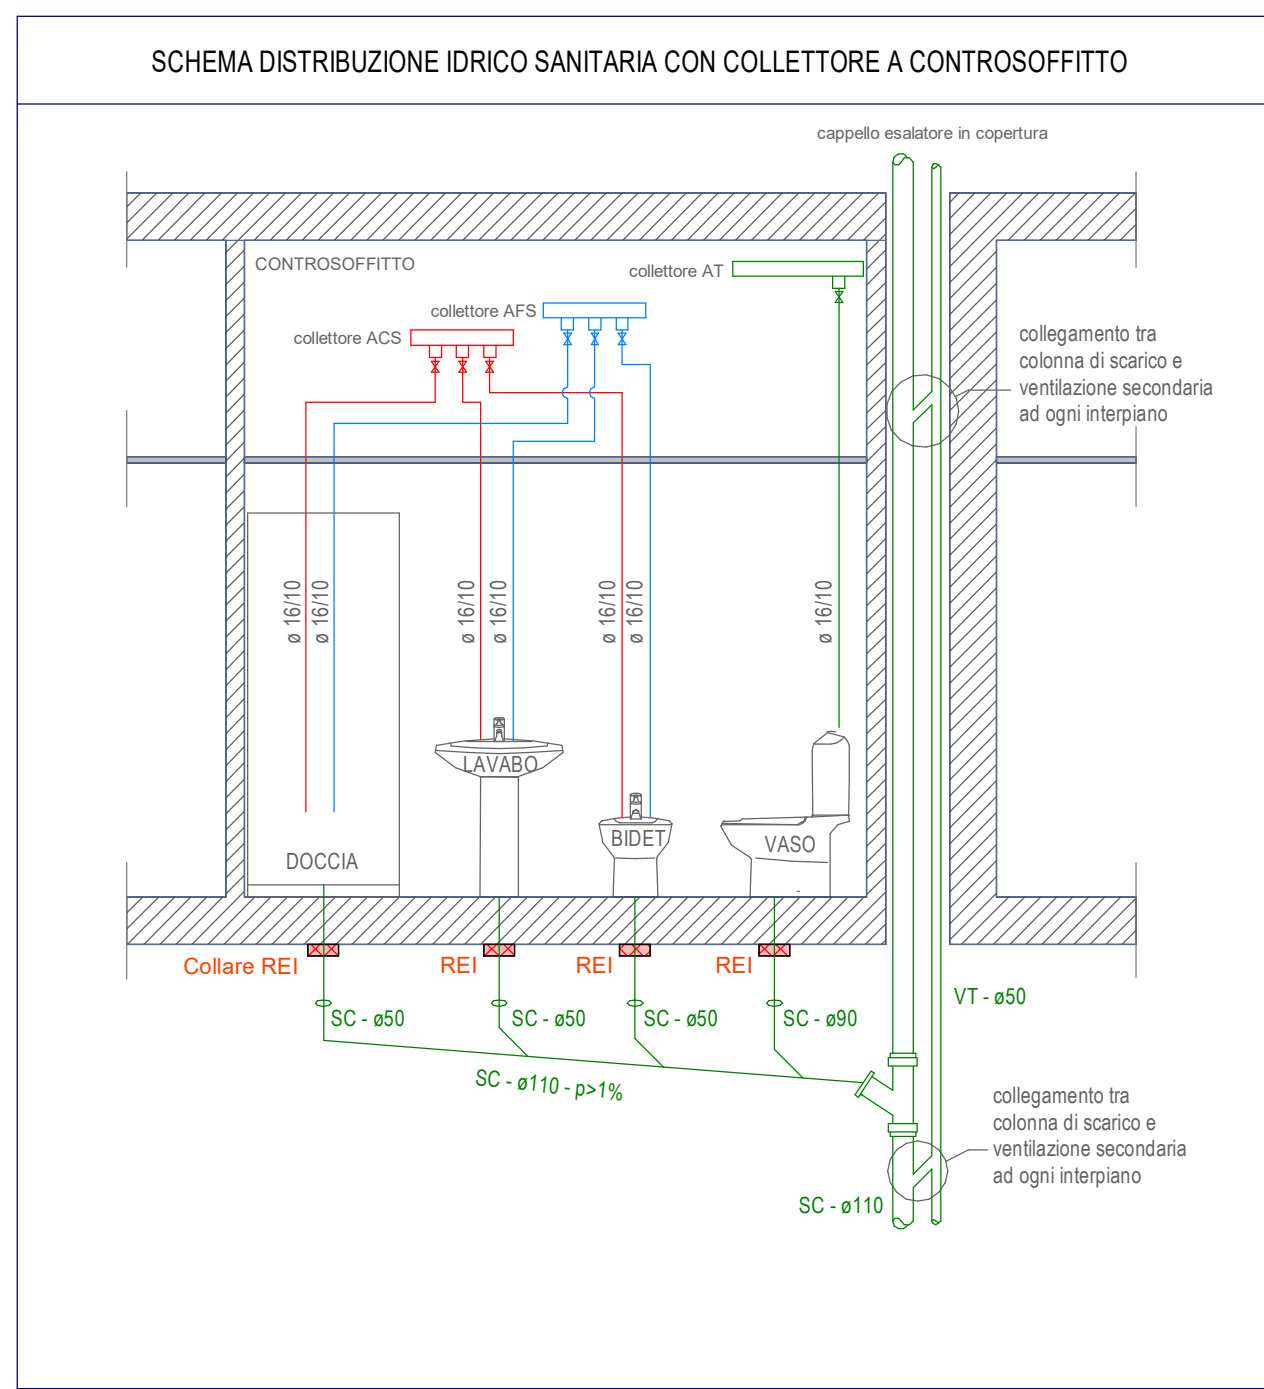 SCHEMA DISTRIBUZIONE IDRICO SANITARIA CON COLLETTORE A CONTROSOFFITTO
cappello esalatore in copertura
CONTROSOFFITTO
collettore AT
collettore AFS
collettore ACS
collegamento tra
colonna di scarico e
ventilazione secondaria
ad ogni interpiano
ø 16/10
ø 16/10
ø 16/10
ø 16/10
ø 16/10
ø 16/10
ø 16/10
LAVABO
BIDET
VASO
DOCCIA
Collare REI
REI
REI
REI
VT - ø50
SC - ø50
SC - ø50
SC - ø50
SC - ø90
SC - ø110 - p>1%
collegamento tra
colonna di scarico e
ventilazione secondaria
ad ogni interpiano
SC - ø110